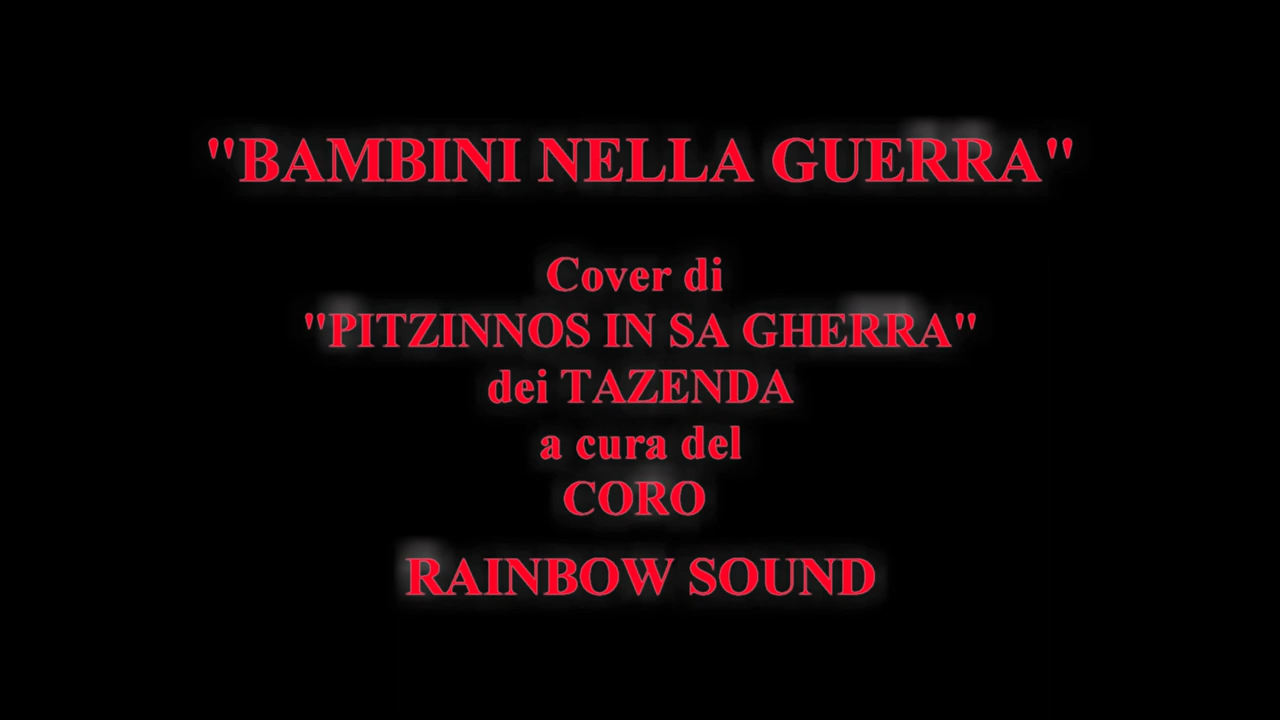 "BAMBINI NELLA GUERRA"
Cover di
"PITZINNOS IN SA GHERRA"
dei TAZENDA
a cura del
CORO
RAINBOW SOUND